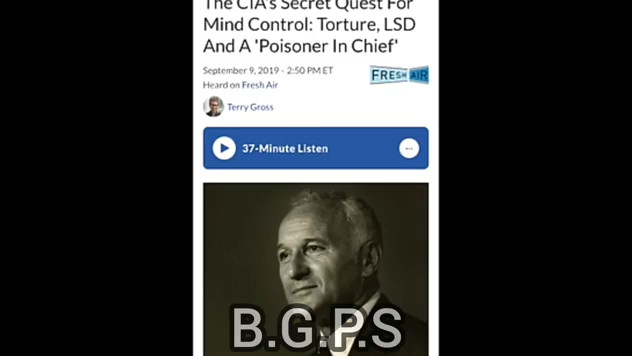 The CIA's Secret Quest For
Mind Control: Torture, LSD
And A 'Poisoner In Chief'
September 9, 2019 · 2:50 PM ET
Heard on Fresh Air
FRESH AIR
Terry Gross
37-Minute Listen
B.G.P.S